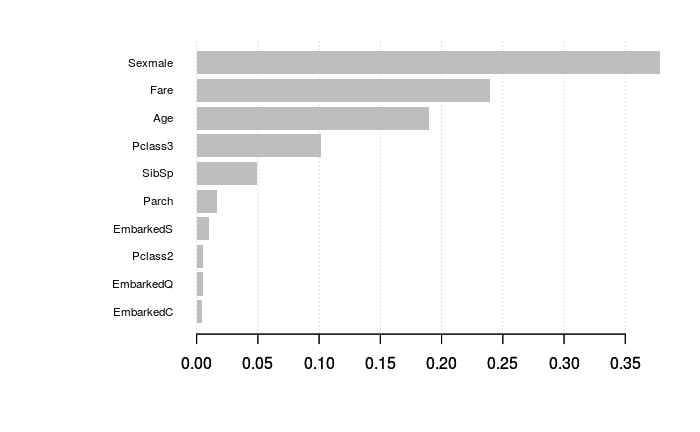 Sexmale
Fare
Age
Pclass3
SibSp
Parch
EmbarkedS
Pclass2
EmbarkedQ
EmbarkedC
0.00 0.05 0.10 0.15 0.20 0.25 0.30 0.35